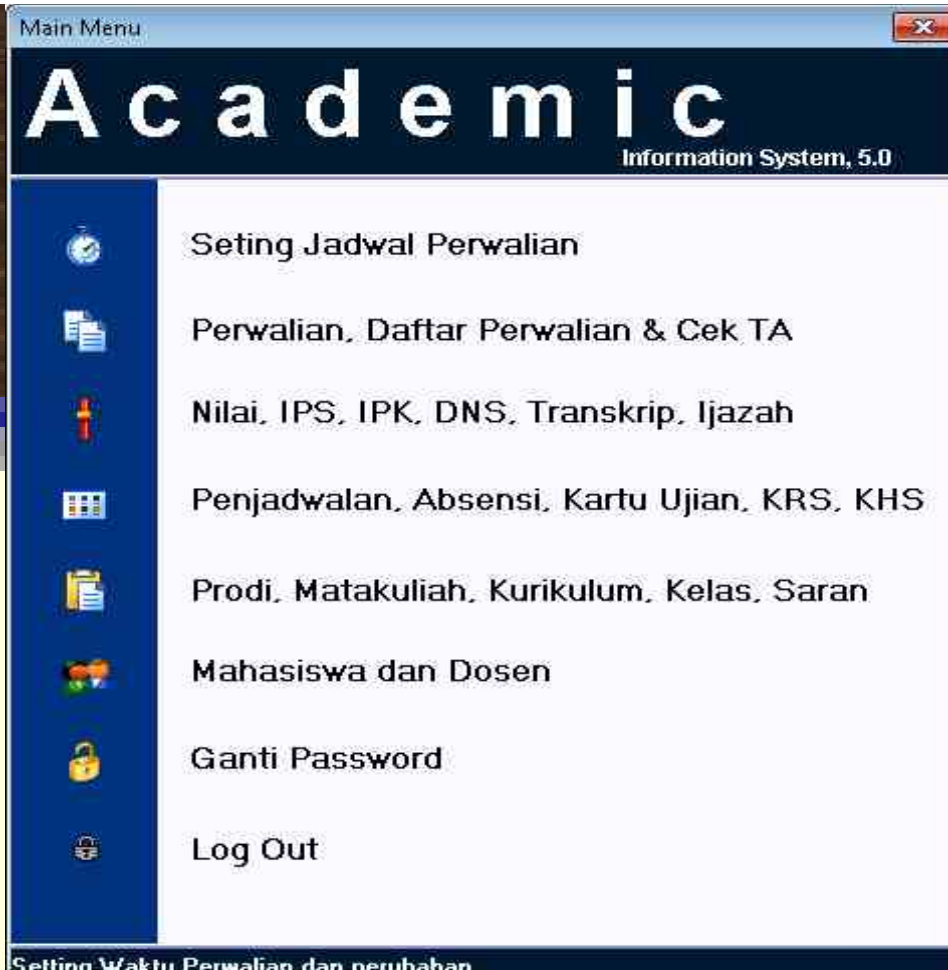 Main Menu
Academic
Information System, 5.0
Seting Jadwal Perwalian
Perwalian, Daftar Perwalian & Cek TA
Nilai, IPS, IPK, DNS, Transkrip, Ijazah
Penjadwalan, Absensi, Kartu Ujian, KRS, KHS
Prodi, Matakuliah, Kurikulum, Kelas, Saran
Mahasiswa dan Dosen
Ganti Password
Log Out
Setting Waktu Perwalian dan perubahan